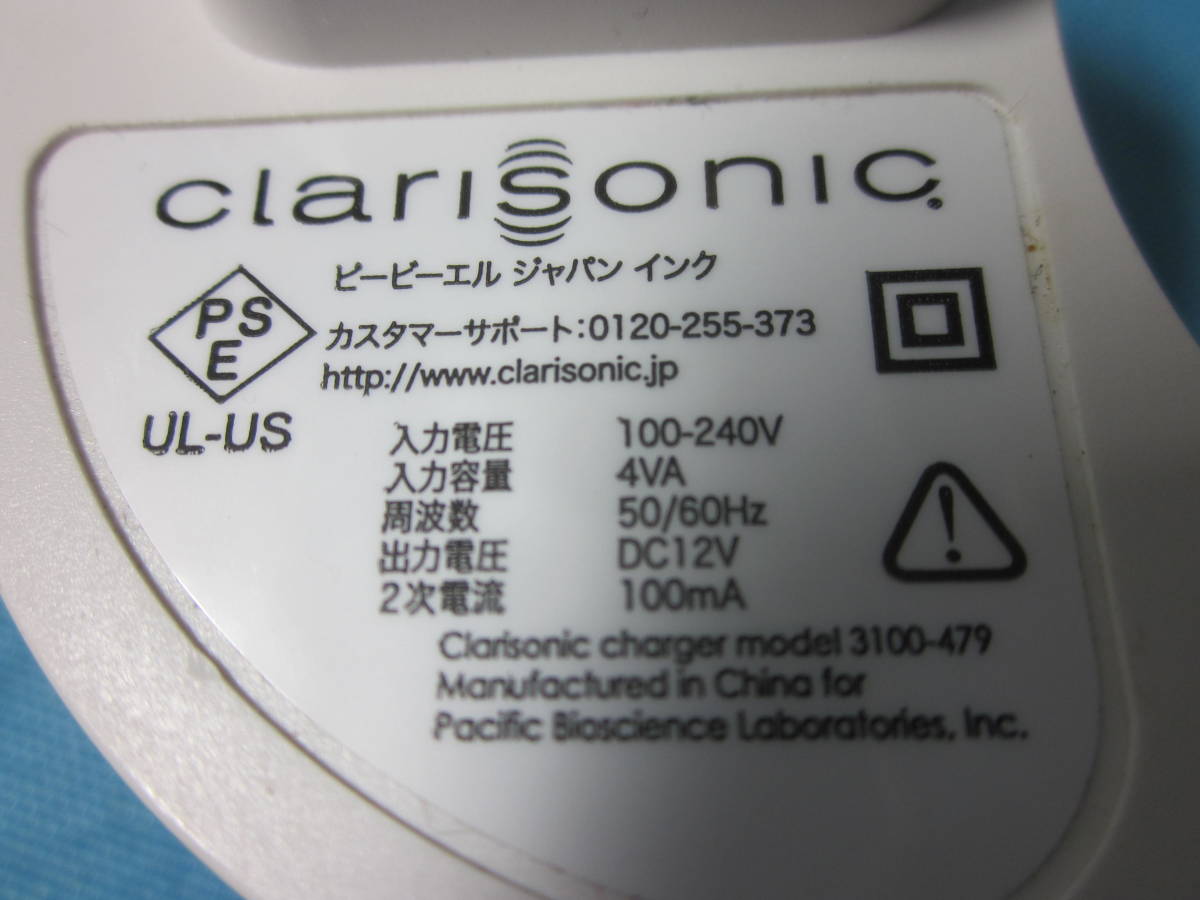 clarisonic®
ピービーエル ジャパン インク
PSE
カスタマーサポート:0120-255-373
http://www.clarisonic.jp
UL-US
入力電圧 100-240V
入力容量 4VA
周波数 50/60Hz
出力電圧 DC12V
2次電流 100mA
Clarisonic charger model 3100-479
Manufactured in China for
Pacific Bioscience Laboratories, Inc.